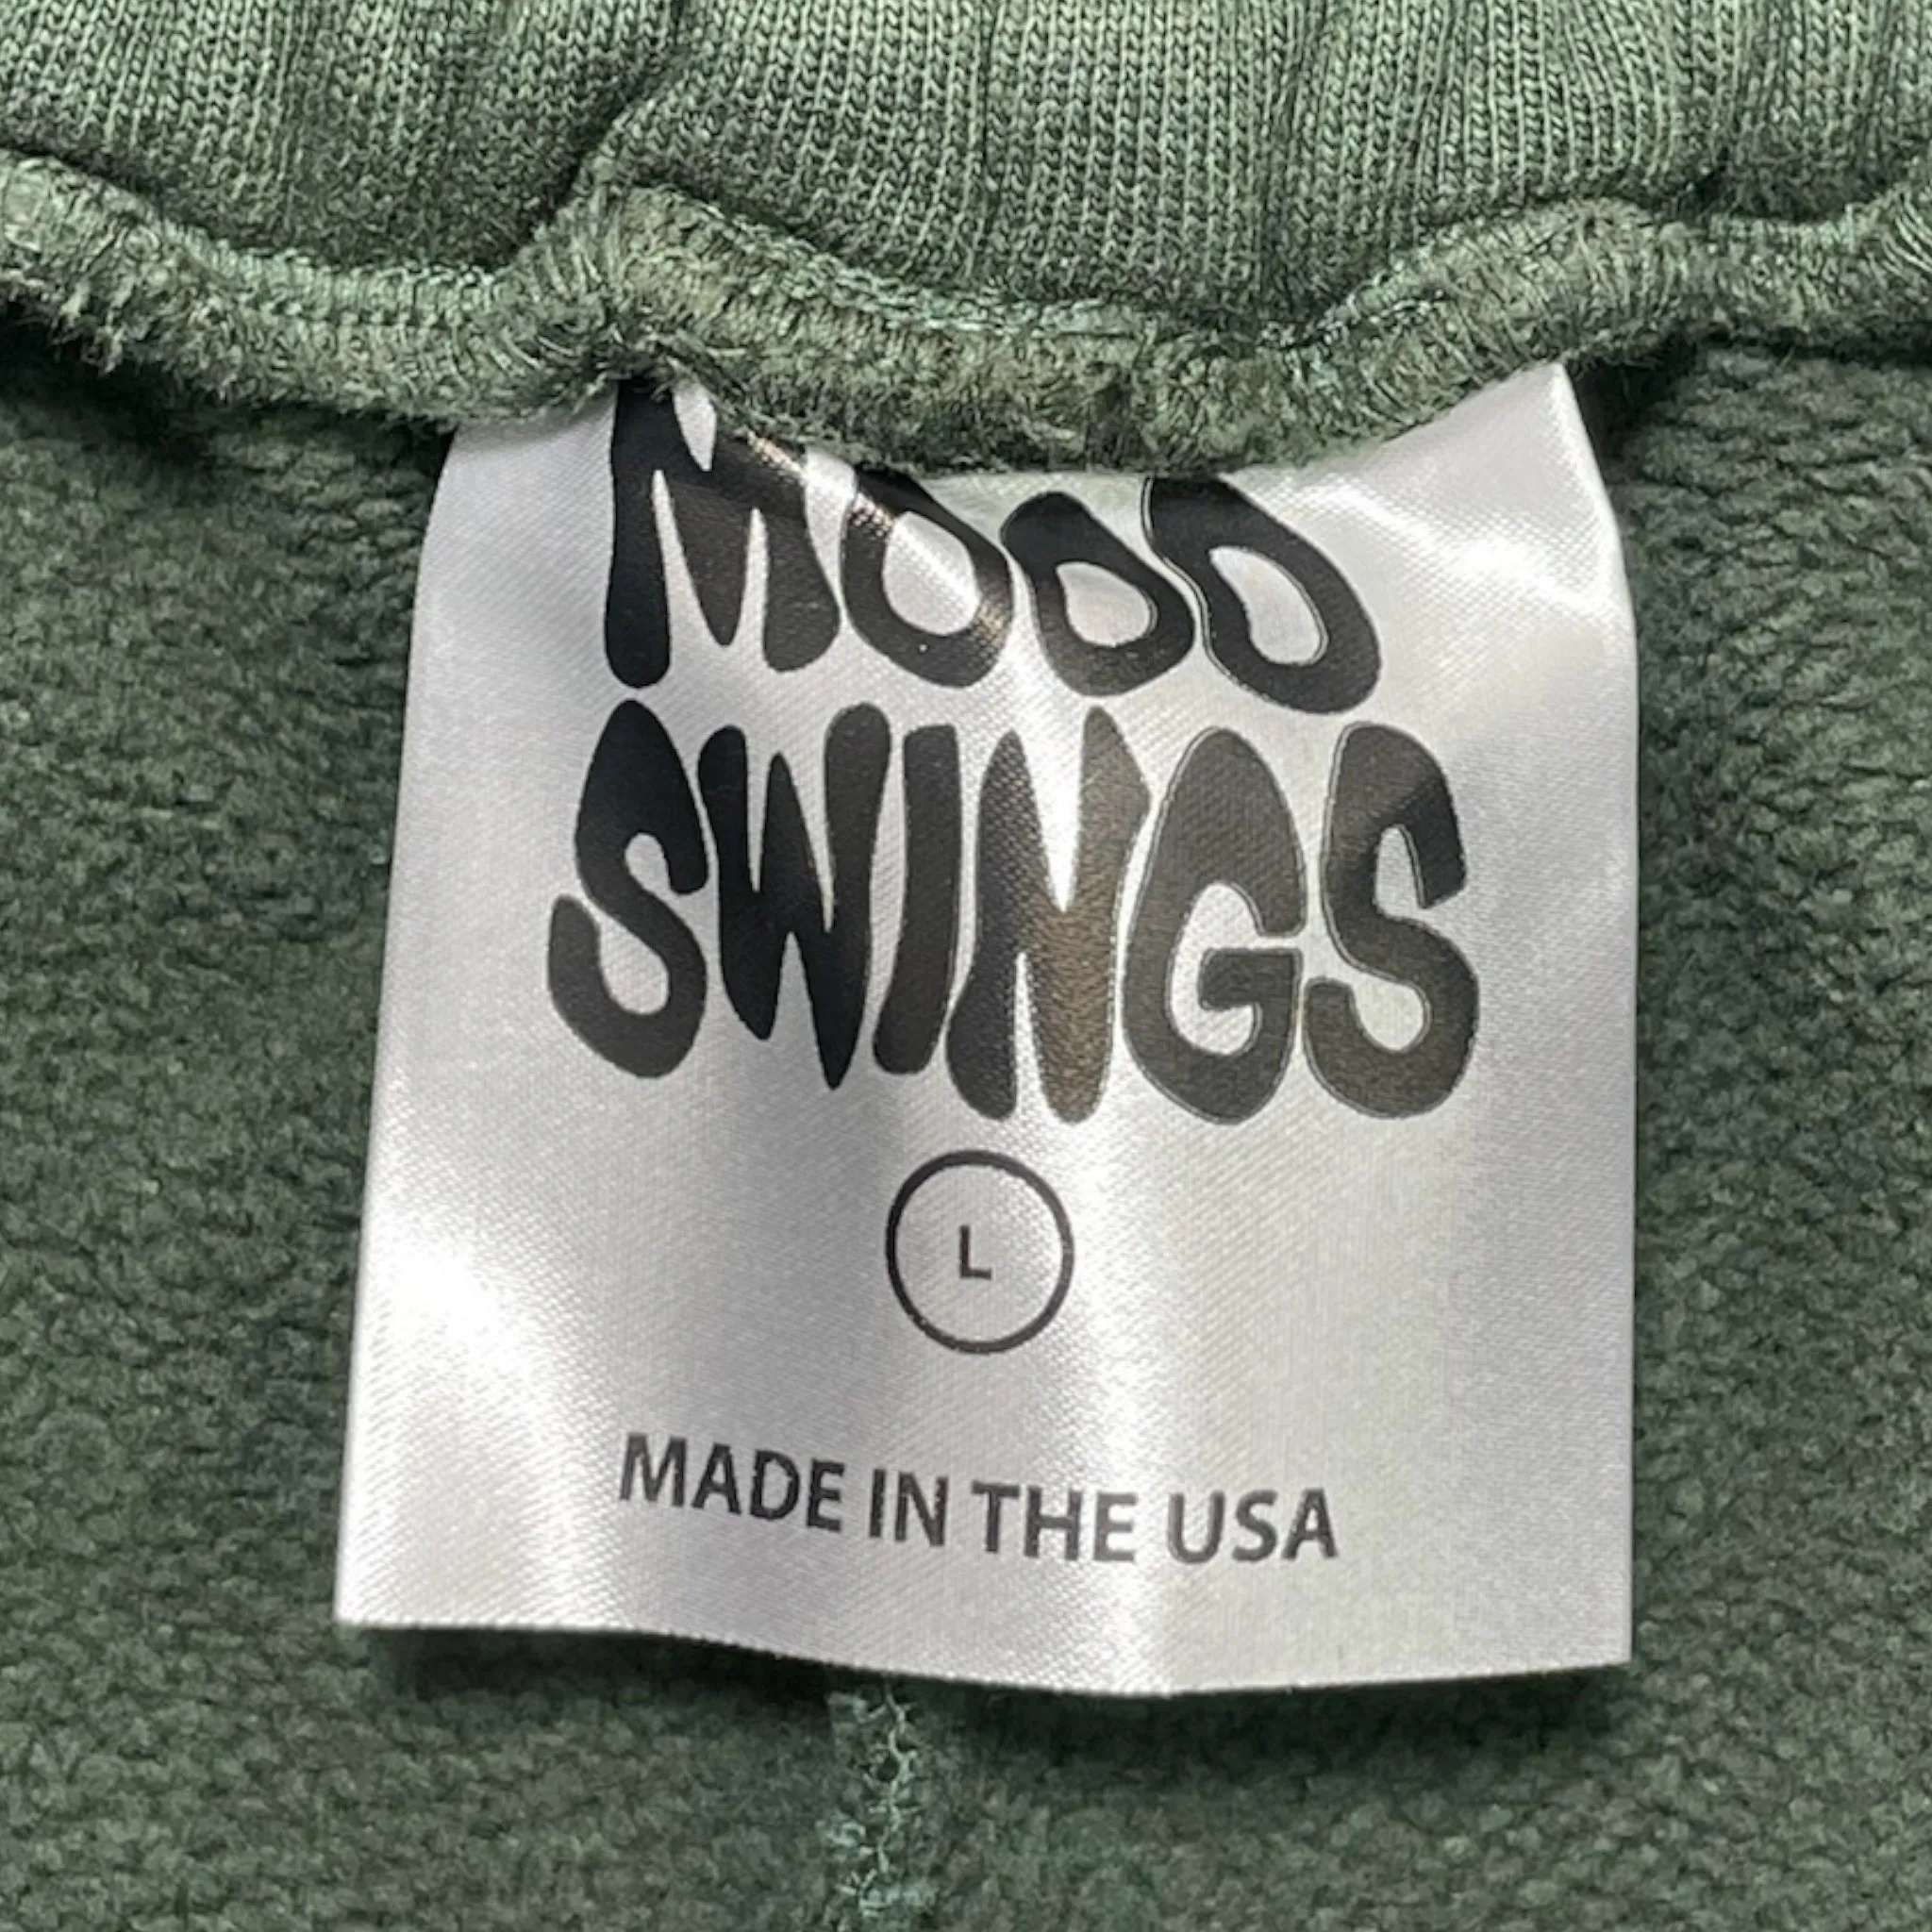 MOOD
SWINGS
L
MADE IN THE USA